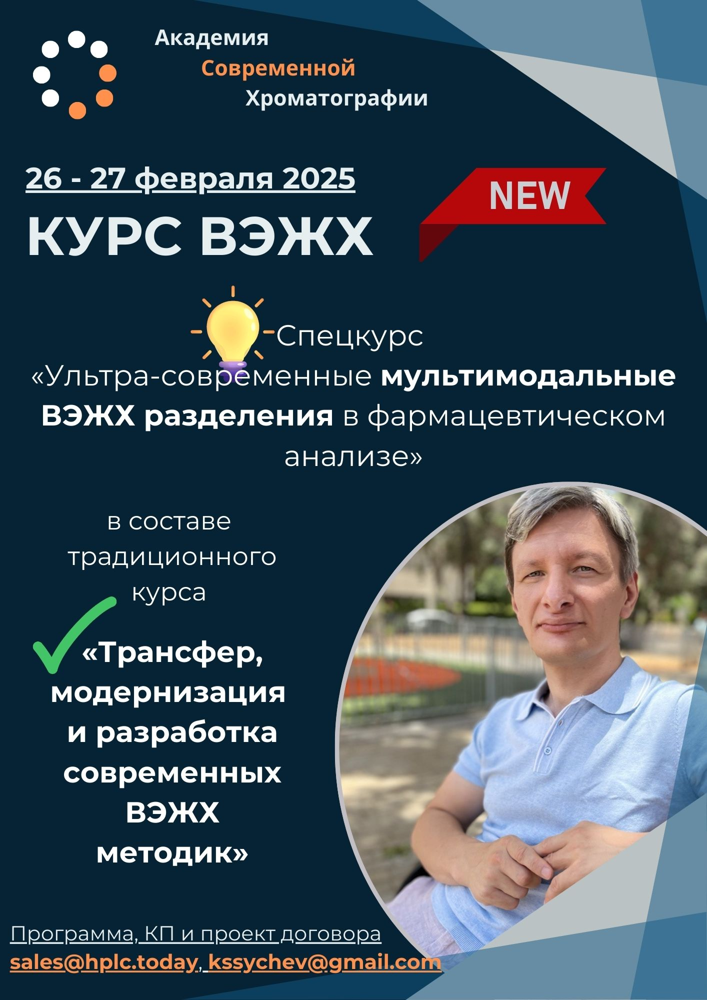 Академия
Современной
Хроматографии
26 - 27 февраля 2025
NEW
КУРС ВЭЖХ
Спецкурс
«Ультра-современные мультимодальные
ВЭЖХ разделения в фармацевтическом
анализе»
в составе
традиционного
курса
«Трансфер,
модернизация
и разработка
современных
ВЭЖХ
методик»
Программа, КП и проект договора
sales@hplc.today, kssychev@gmail.com